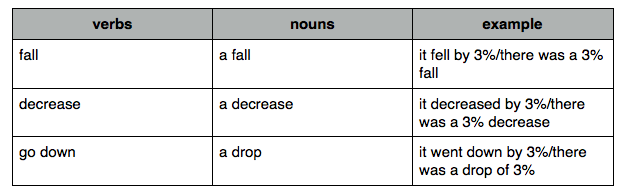 verbs nouns example
fall a fall it fell by 3%/there was a 3%
fall
decrease a decrease it decreased by 3%/there
was a 3% decrease
go down a drop it went down by 3%/there
was a drop of 3%